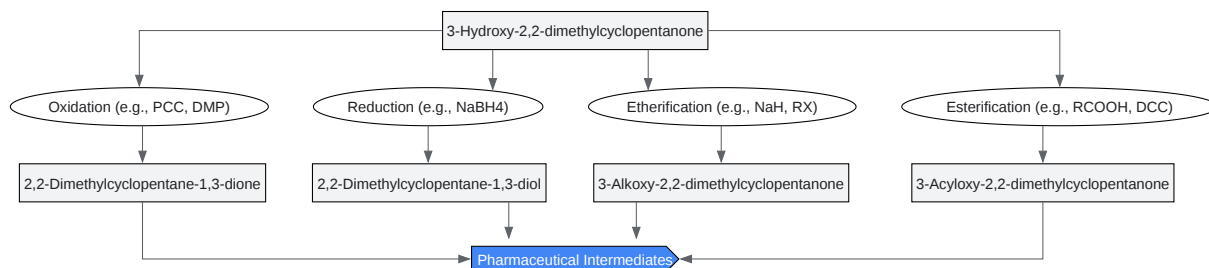 3-Hydroxy-2,2-dimethylcyclopentanone
Oxidation (e.g., PCC, DMP)
Reduction (e.g., NaBH4)
Etherification (e.g., NaH, RX)
Esterification (e.g., RCOOH, DCC)
2,2-Dimethylcyclopentane-1,3-dione
2,2-Dimethylcyclopentane-1,3-diol
3-Alkoxy-2,2-dimethylcyclopentanone
3-Acyloxy-2,2-dimethylcyclopentanone
Pharmaceutical Intermediates